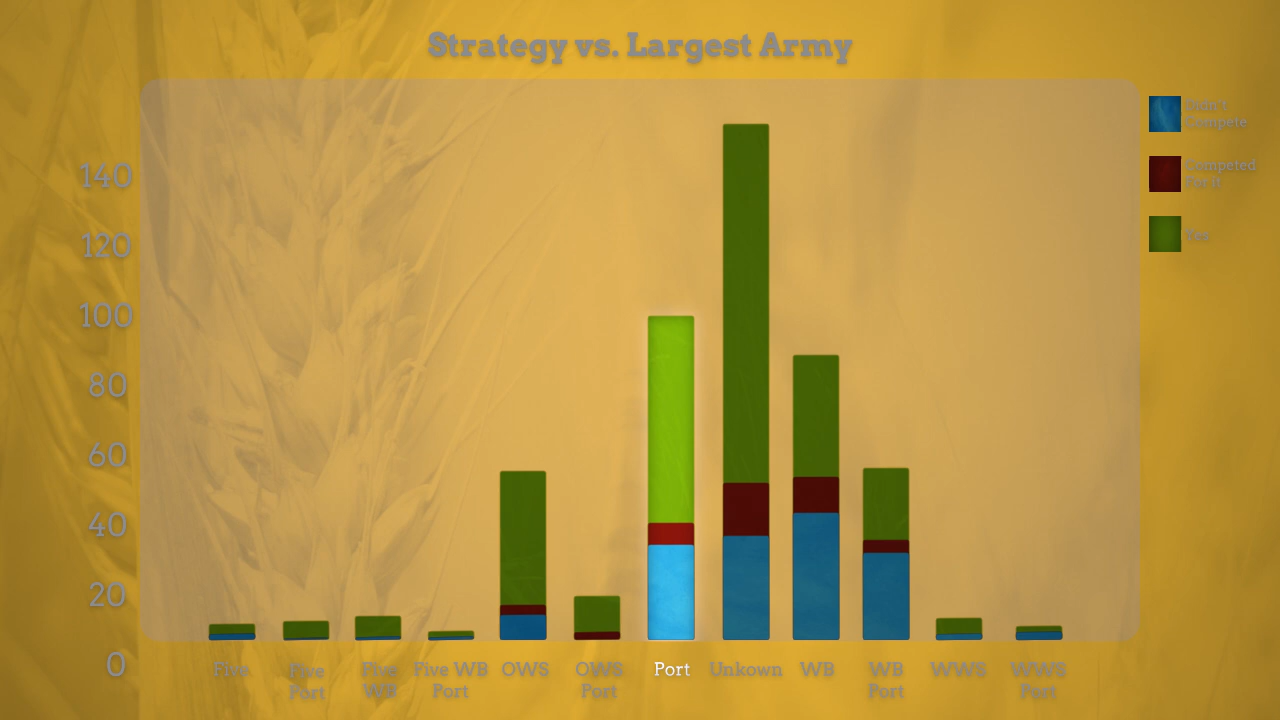 Strategy vs. Largest Army
140
120
100
80
60
40
20
0
Didn't
Compete
Competed
For it
Yes
Five
Five
Port
Five
WB
Five WB
Port
OWS
OWS
Port
Port
Unkown
WB
WB
Port
WWS
WWS
Port